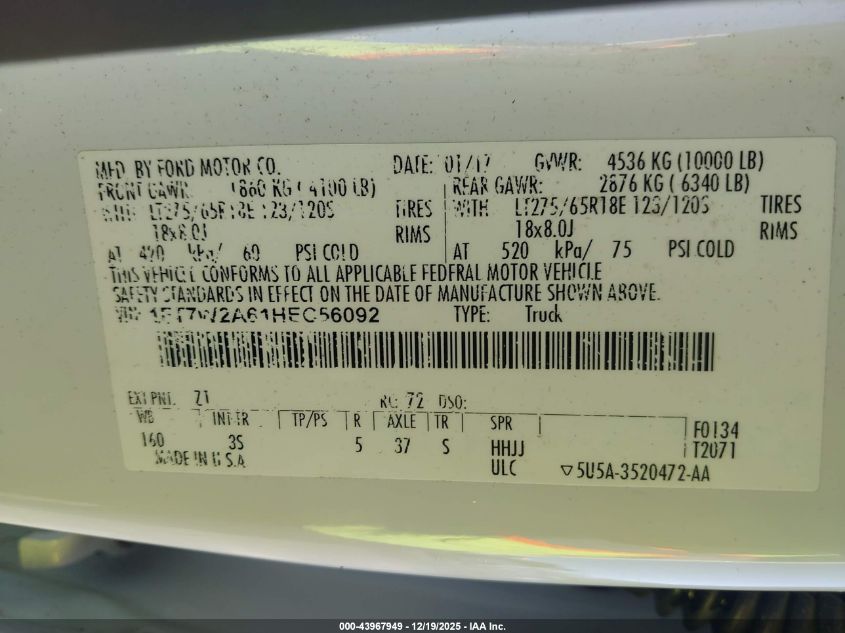 MFD. BY FORD MOTOR CO. DATE: 01/17 GVWR: 4536 KG (10000 LB)
FRONT GAWR: 1860 KG ( 4100 LB) REAR GAWR: 2876 KG ( 6340 LB)
WITH LT275/65R18E 123/120S TIRES WITH LT275/65R18E 123/120S TIRES
18x8.0J RIMS 18x8.0J RIMS
AT 420 kPa/ 60 PSI COLD AT 520 kPa/ 75 PSI COLD
THIS VEHICLE CONFORMS TO ALL APPLICABLE FEDERAL MOTOR VEHICLE
SAFETY STANDARDS IN EFFECT ON THE DATE OF MANUFACTURE SHOWN ABOVE.
VIN: 1FT7W2A61HEC56092 TYPE: Truck
EXT PNT: Z1 RC: 72 DSO:
WB INT TR TP/PS R AXLE TR SPR F0134
160 3S 5 37 S HHJJ T2071
MADE IN U.S.A ULC ▽5U5A-3520472-AA
000-43967949 - 12/19/2025 - IAA Inc.